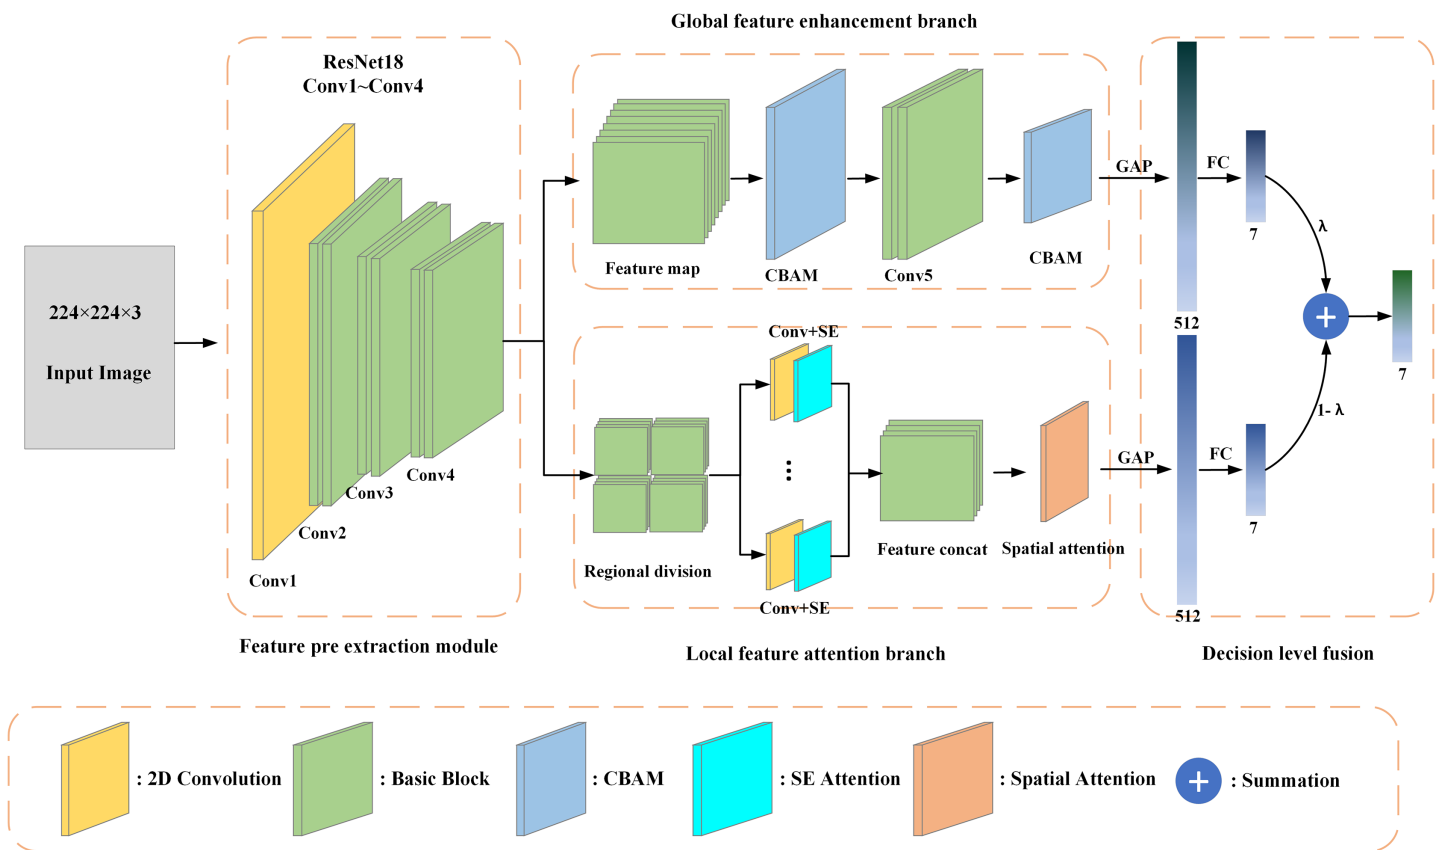 Global feature enhancement branch
ResNet18
Conv1~Conv4
224×224×3
Input Image
Conv1
Conv2
Conv3
Conv4
Feature pre extraction module
Feature map
CBAM
Conv5
CBAM
GAP
FC
512
7
λ
Conv+SE
...
Conv+SE
Regional division
Feature concat
Spatial attention
Local feature attention branch
GAP
FC
512
7
1- λ
+
7
Decision level fusion
: 2D Convolution
: Basic Block
: CBAM
: SE Attention
: Spatial Attention
+
: Summation